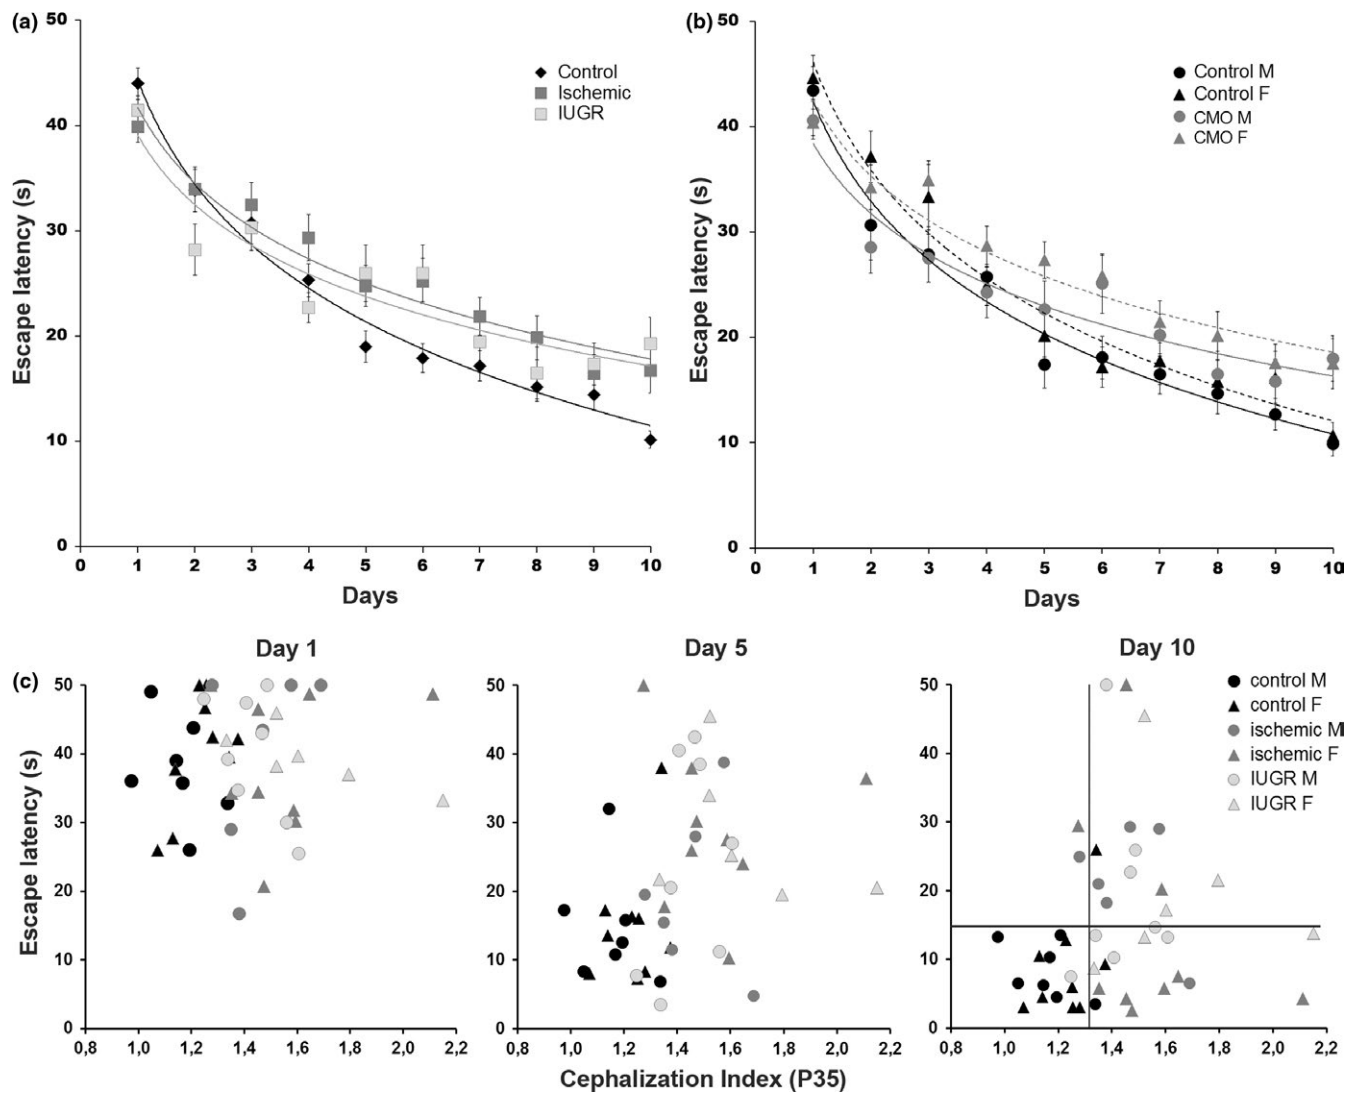 (a)
50
40
30
20
10
0
Escape latency (s)
Control
Ischemic
IUGR
0 1 2 3 4 5 6 7 8 9 10
Days
(b)
50
40
30
20
10
0
Escape latency (s)
Control M
Control F
CMO M
CMO F
0 1 2 3 4 5 6 7 8 9 10
Days
(c)
Day 1
50
40
30
20
10
0
Escape latency (s)
0,8 1,0 1,2 1,4 1,6 1,8 2,0 2,2
Day 5
50
40
30
20
10
0
0,8 1,0 1,2 1,4 1,6 1,8 2,0 2,2
Day 10
50
40
30
20
10
0
0,8 1,0 1,2 1,4 1,6 1,8 2,0 2,2
control M
control F
ischemic M
ischemic F
IUGR M
IUGR F
Cephalization Index (P35)